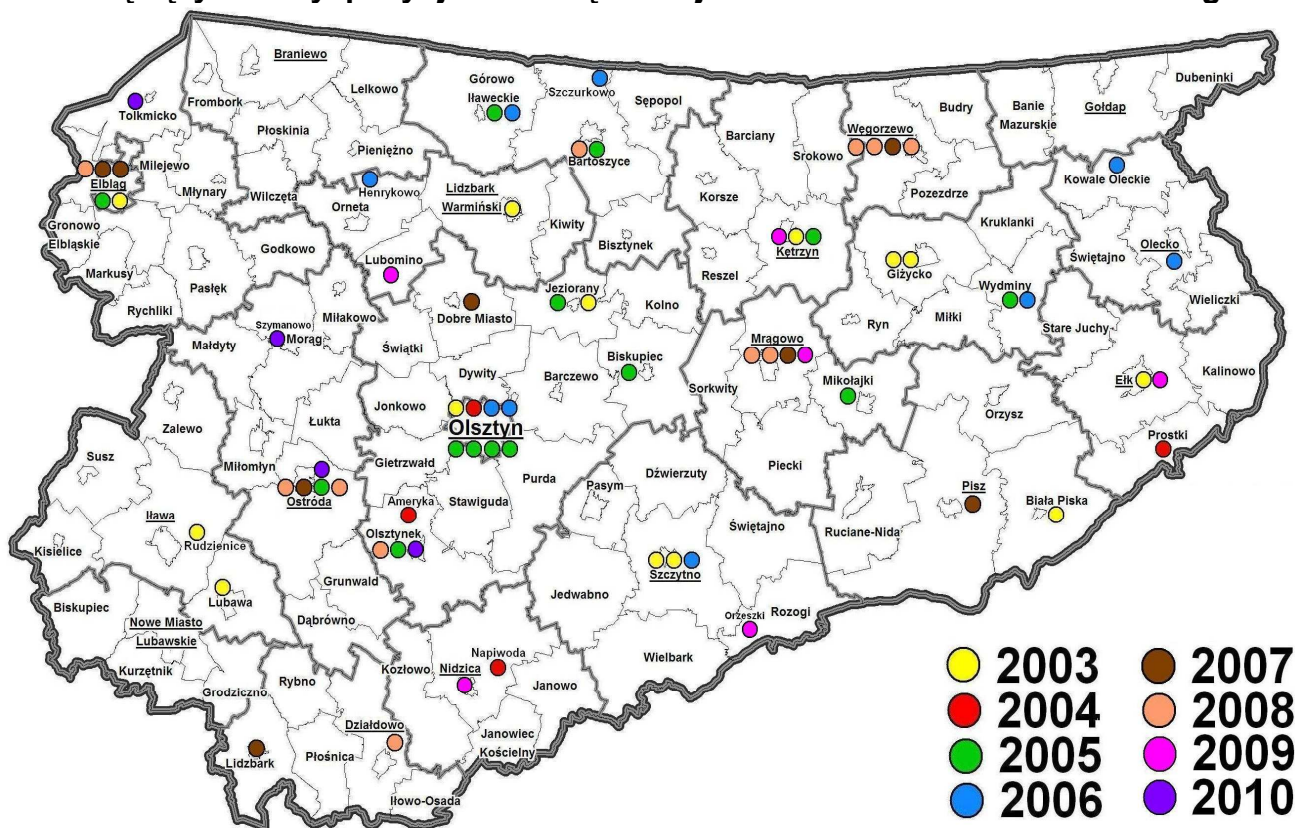 Braniewo
Dubeninki
Górowo
Iławeckie
Szczurkowo
Lelkowo
Sępopol
Frombork
Budry
Banie
Mazurskie
Gołdap
Tolkmicko
Płoskinia
Barciany
Węgorzewo
Pieniężno
Bartoszyce
Srokowo
Milejewo
Elbląg
Młynary
Wilczęta
Henrykowo
Orneta
Lidzbark
Warmiński
Kiwity
Korsze
Pozezdrze
Kowale Oleckie
Gronowo
Elbląskie
Godkowo
Bisztynek
Kętrzyn
Kruklanki
Olecko
Markusy
Lubomino
Reszel
Giżycko
Świętajno
Pasłęk
Jeziorany
Wydminy
Rychliki
Miłakowo
Dobre Miasto
Kolno
Ryn
Miłki
Wieliczki
Szymanowo
Morąg
Małdyty
Świątki
Mrągowo
Stare Juchy
Dywity
Biskupiec
Barczewo
Sorkwity
Mikołajki
Ełk
Kalinowo
Jonkowo
Orzysz
Zalewo
Łukta
Olsztyn
Prostki
Susz
Miłomłyn
Gietrzwałd
Purda
Dźwierzuty
Piecki
Ostróda
Ameryka
Stawiguda
Pasym
Pisz
Biała Piska
Iława
Rudzienice
Olsztynek
Świętajno
Ruciane-Nida
Kisielice
Szczytno
Grunwald
Jedwabno
Lubawa
Biskupiec
Dąbrówno
Orzeszki
Rozogi
Nowe Miasto
Lubawskie
Wielbark
Kurzętnik
Kozłowo
Nidzica
Napiwoda
Janowo
Grodziczno
Rybno
Działdowo
Janowiec
Kościelny
Lidzbark
Płośnica
Iłowo-Osada
2003 2007
2004 2008
2005 2009
2006 2010